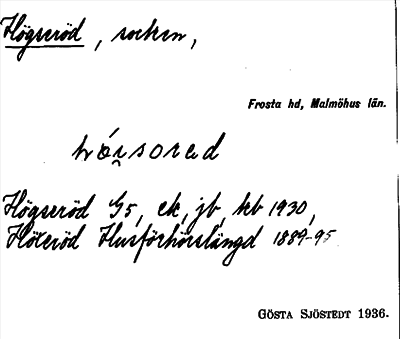 Högseröd, socken,
Frosta hd, Malmöhus län.
Högseröd G5, ek, jb, kb 1930,
Höseröd Husförhörslängd 1889-95
GÖSTA SJÖSTEDT 1936.